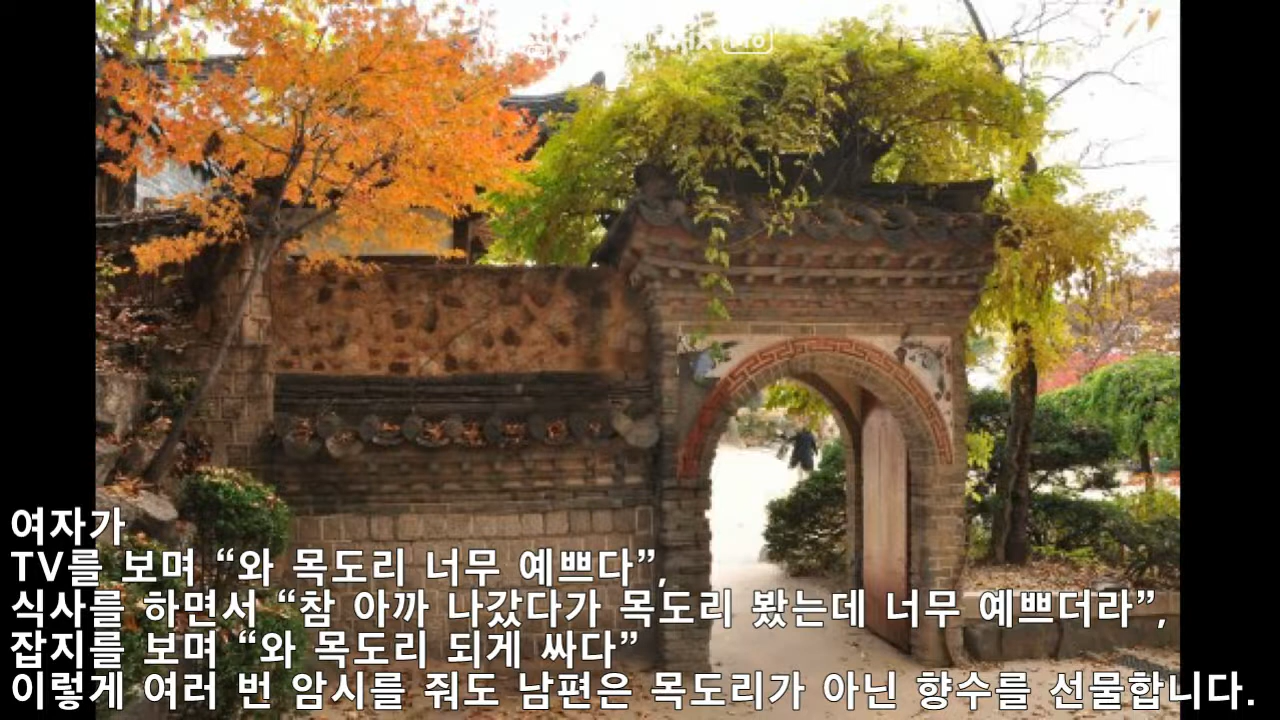 여자가
TV를 보며 “와 목도리 너무 예쁘다”,
식사를 하면서 “참 아까 나갔다가 목도리 봤는데 너무 예쁘더라”,
잡지를 보며 “와 목도리 되게 싸다”
이렇게 여러 번 암시를 줘도 남편은 목도리가 아닌 향수를 선물합니다.